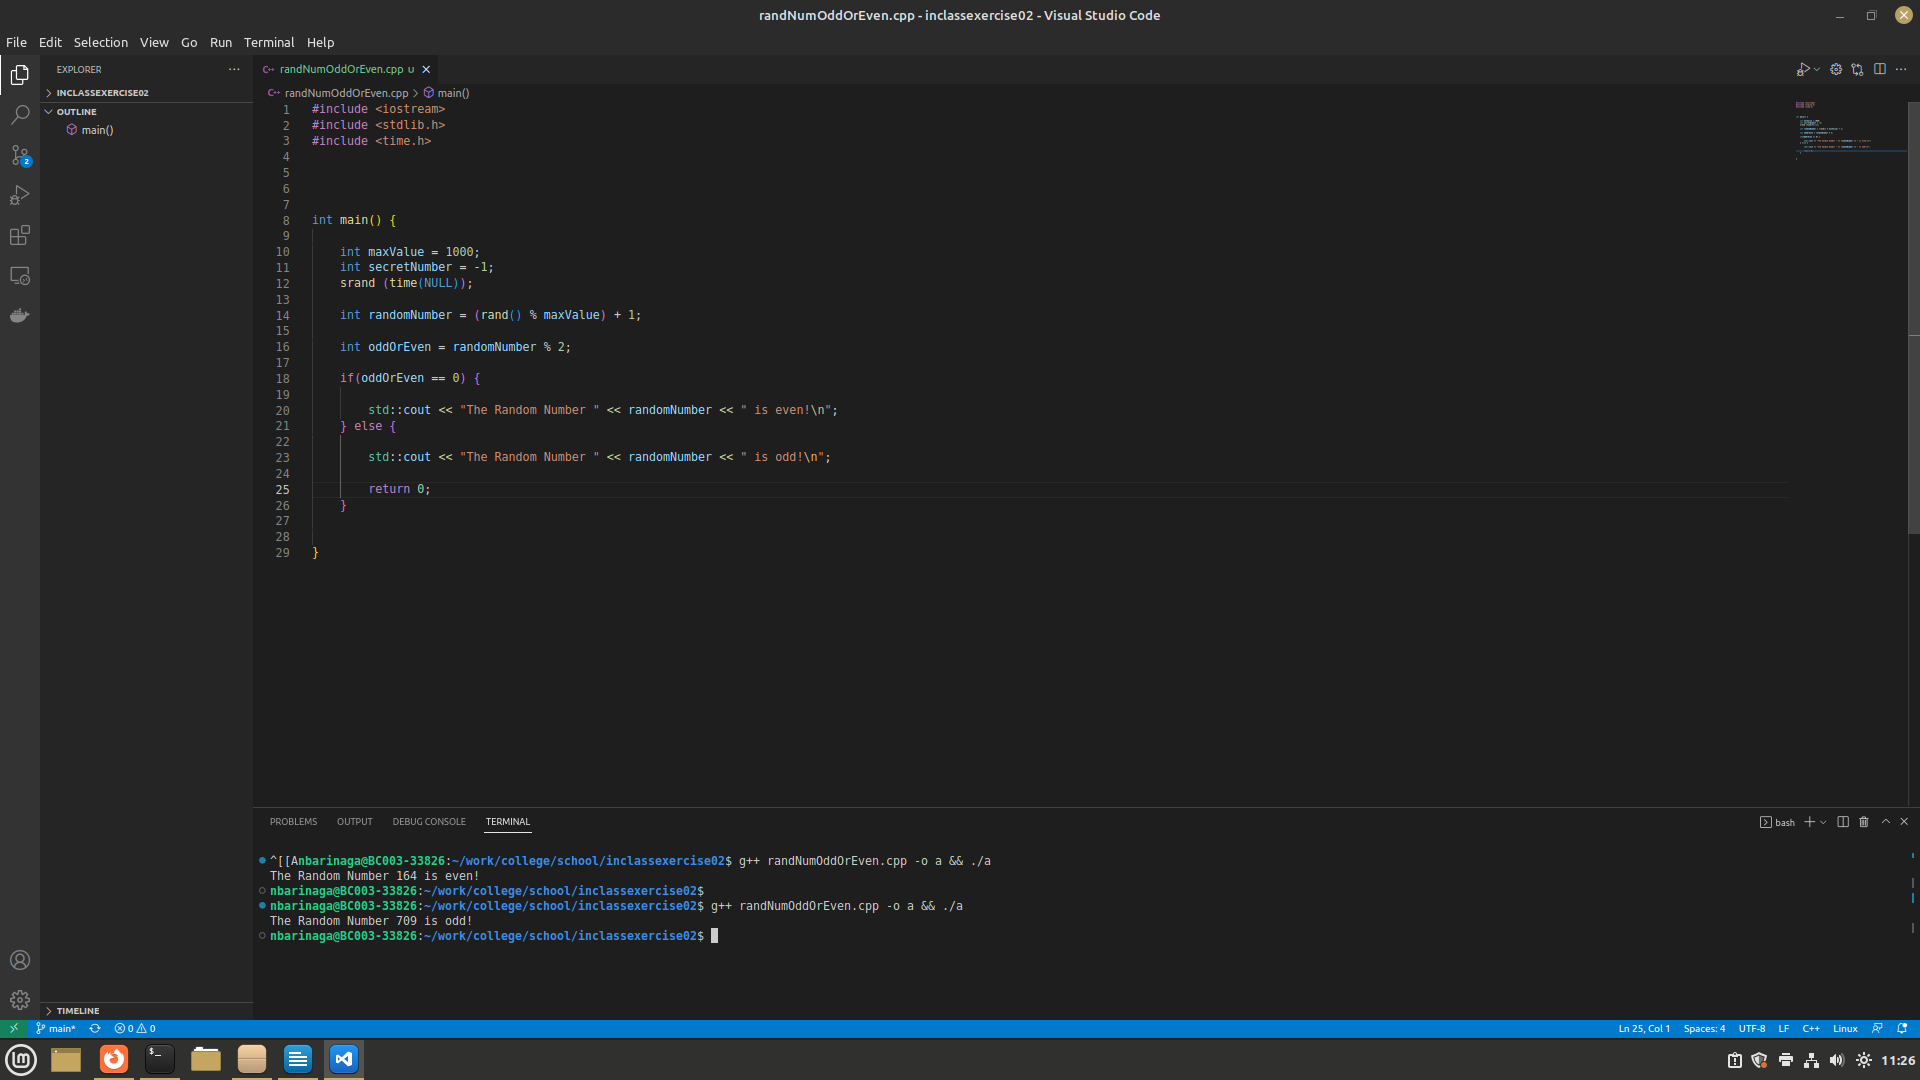 randNumOddOrEven.cpp - inclassexercise02 - Visual Studio Code
File Edit Selection View Go Run Terminal Help
EXPLORER
INCLASSEXERCISE02
OUTLINE
main()
randNumOddOrEven.cpp U
randNumOddOrEven.cpp > main()
1 #include <iostream>
2 #include <stdlib.h>
3 #include <time.h>
4
5
6
7
8 int main() {
9
10 int maxValue = 1000;
11 int secretNumber = -1;
12 srand (time(NULL));
13
14 int randomNumber = (rand() % maxValue) + 1;
15
16 int oddOrEven = randomNumber % 2;
17
18 if(oddOrEven == 0) {
19
20 std::cout << "The Random Number " << randomNumber << " is even!\n";
21 } else {
22
23 std::cout << "The Random Number " << randomNumber << " is odd!\n";
24
25 return 0;
26 }
27
28
29 }
PROBLEMS OUTPUT DEBUG CONSOLE TERMINAL
bash
^[[Anbarinaga@BC003-33826:~/work/college/school/inclassexercise02$ g++ randNumOddOrEven.cpp -o a && ./a
The Random Number 164 is even!
nbarinaga@BC003-33826:~/work/college/school/inclassexercise02$
nbarinaga@BC003-33826:~/work/college/school/inclassexercise02$ g++ randNumOddOrEven.cpp -o a && ./a
The Random Number 709 is odd!
nbarinaga@BC003-33826:~/work/college/school/inclassexercise02$
TIMELINE
2
main* 0 0 Ln 25, Col 1 Spaces: 4 UTF-8 LF C++ Linux
11:26